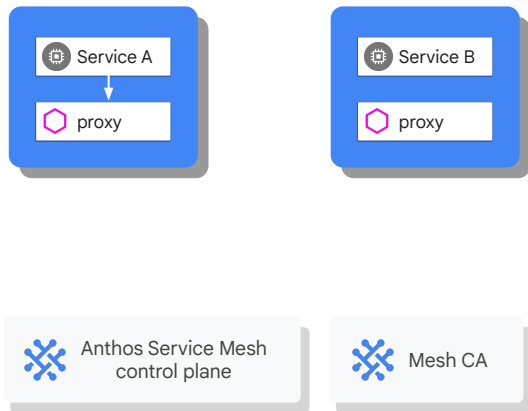 Service A
proxy
Service B
proxy
Anthos Service Mesh
control plane
Mesh CA